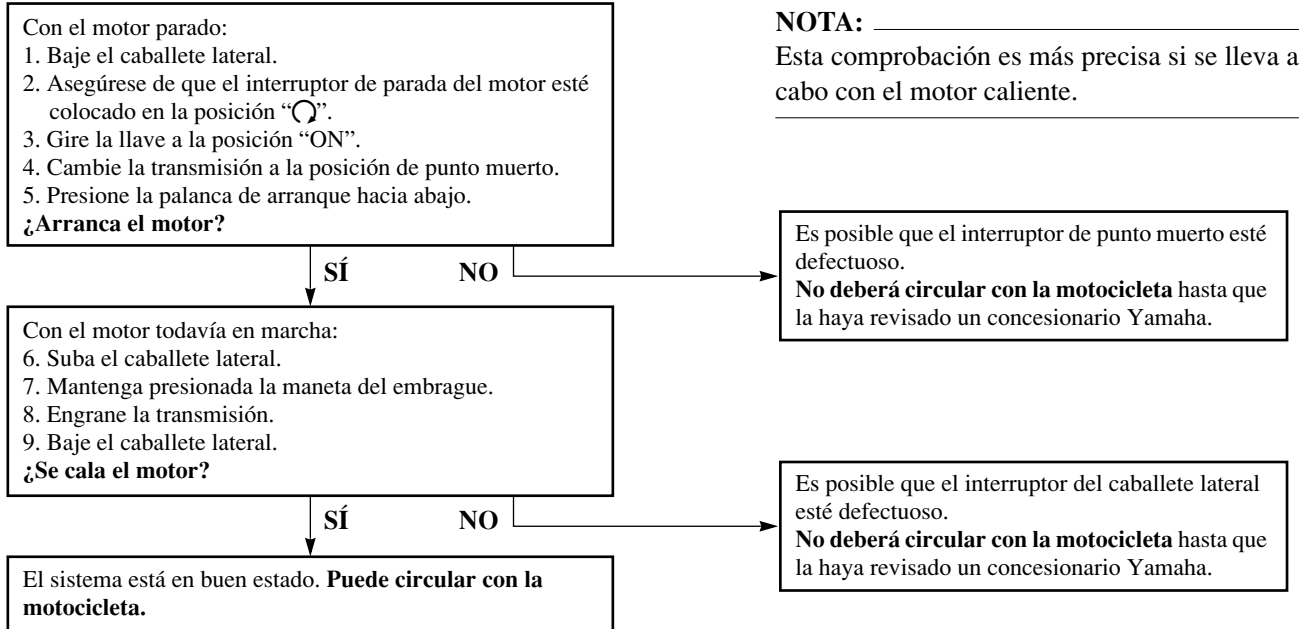 Con el motor parado:
1. Baje el caballete lateral.
2. Asegúrese de que el interruptor de parada del motor esté
colocado en la posición “”.
3. Gire la llave a la posición “ON”.
4. Cambie la transmisión a la posición de punto muerto.
5. Presione la palanca de arranque hacia abajo.
¿Arranca el motor?
NOTA:
Esta comprobación es más precisa si se lleva a
cabo con el motor caliente.
SÍ NO
Es posible que el interruptor de punto muerto esté
defectuoso.
No deberá circular con la motocicleta hasta que
la haya revisado un concesionario Yamaha.
Con el motor todavía en marcha:
6. Suba el caballete lateral.
7. Mantenga presionada la maneta del embrague.
8. Engrane la transmisión.
9. Baje el caballete lateral.
¿Se cala el motor?
SÍ NO
Es posible que el interruptor del caballete lateral
esté defectuoso.
No deberá circular con la motocicleta hasta que
la haya revisado un concesionario Yamaha.
El sistema está en buen estado. Puede circular con la
motocicleta.